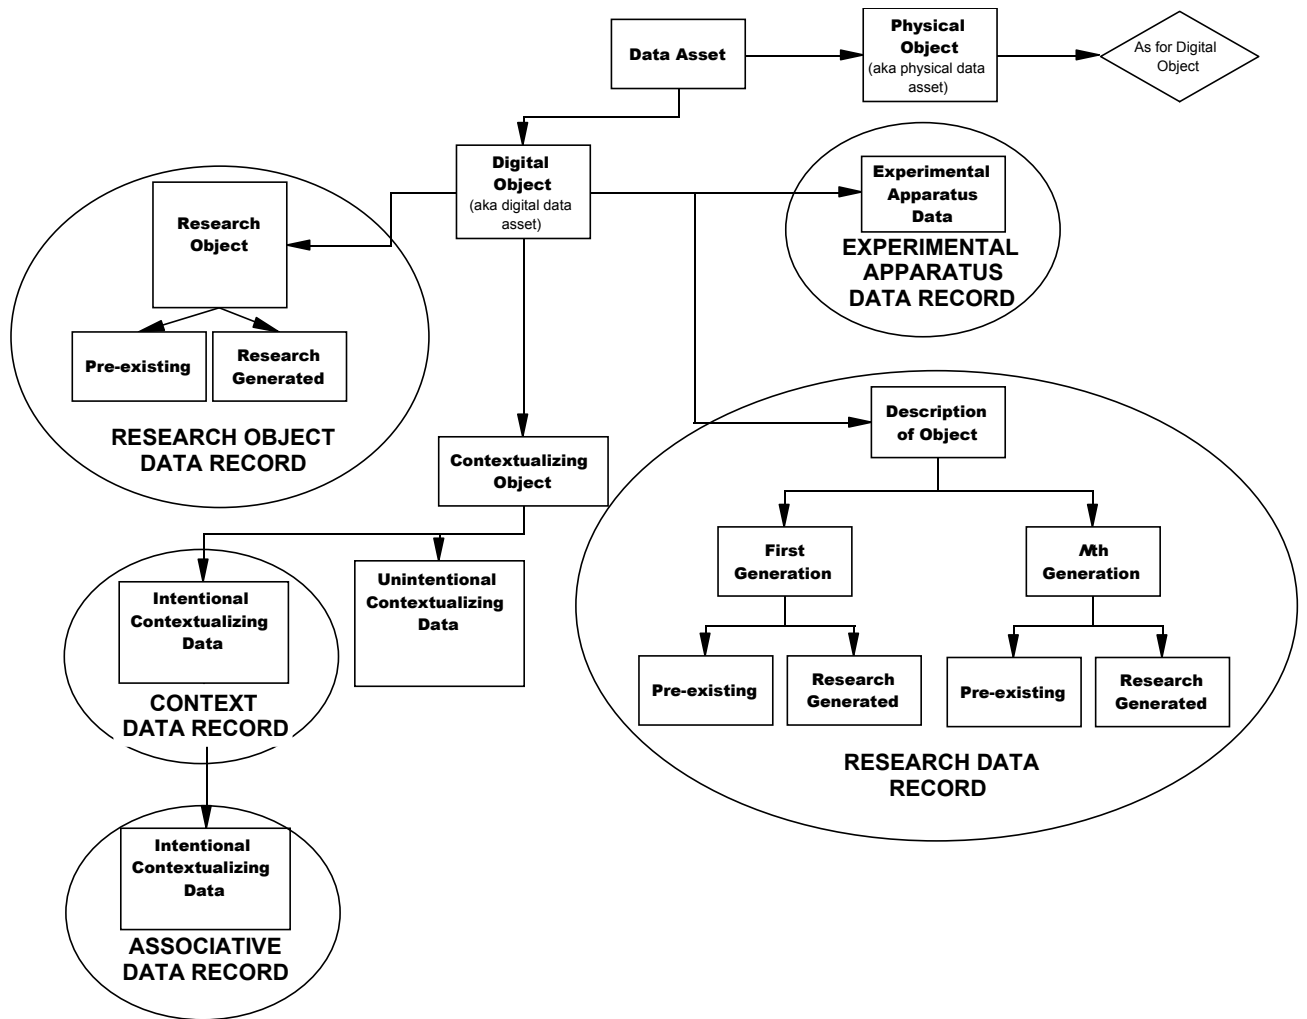 Data Asset
Physical
Object
(aka physical data
asset)
As for Digital
Object
Digital
Object
(aka digital data
asset)
Experimental
Apparatus
Data
EXPERIMENTAL
APPARATUS
DATA RECORD
Research
Object
Pre-existing
Research
Generated
RESEARCH OBJECT
DATA RECORD
Contextualizing
Object
Description
of Object
First
Generation
Nth
Generation
Pre-existing
Research
Generated
Pre-existing
Research
Generated
RESEARCH DATA
RECORD
Intentional
Contextualizing
Data
CONTEXT
DATA RECORD
Unintentional
Contextualizing
Data
Intentional
Contextualizing
Data
ASSOCIATIVE
DATA RECORD